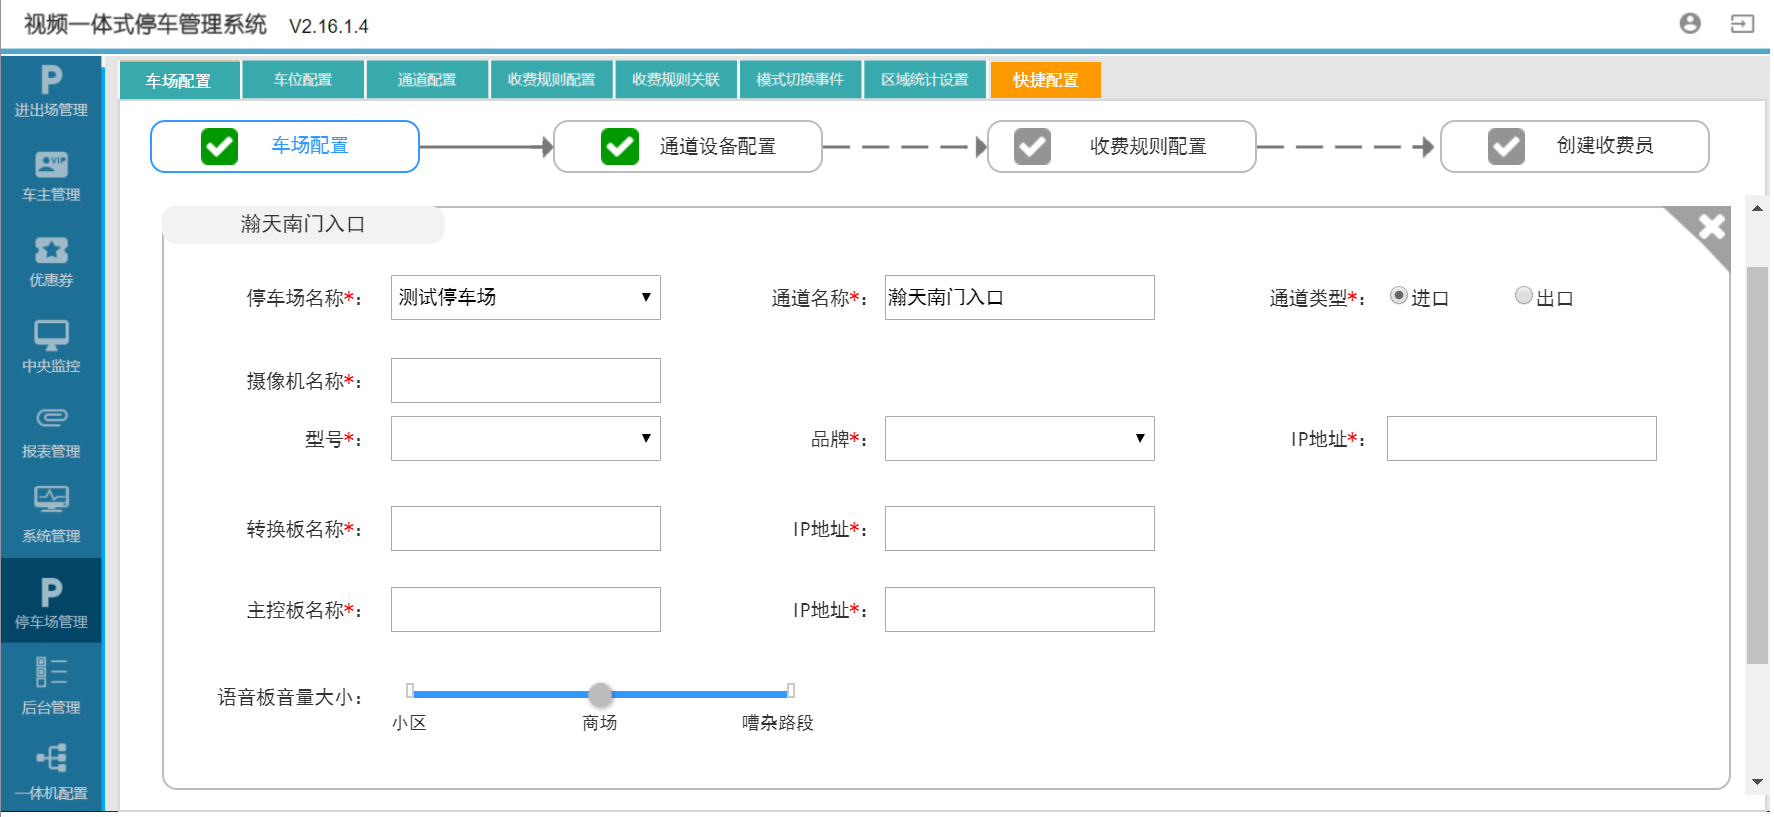 视频一体式停车管理系统 V2.16.1.4
车场配置 车位配置 通道配置 收费规则配置 收费规则关联 模式切换事件 区域统计设置 快捷配置
进出场管理
车主管理
优惠券
中央监控
报表管理
系统管理
停车场管理
后台管理
一体机配置
车场配置 通道设备配置 收费规则配置 创建收费员
瀚天南门入口
停车场名称*： 测试停车场 通道名称*： 瀚天南门入口 通道类型*： 进口 出口
摄像机名称*：
型号*： 品牌*： IP地址*：
转换板名称*： IP地址*：
主控板名称*： IP地址*：
语音板音量大小：
小区 商场 嘈杂路段